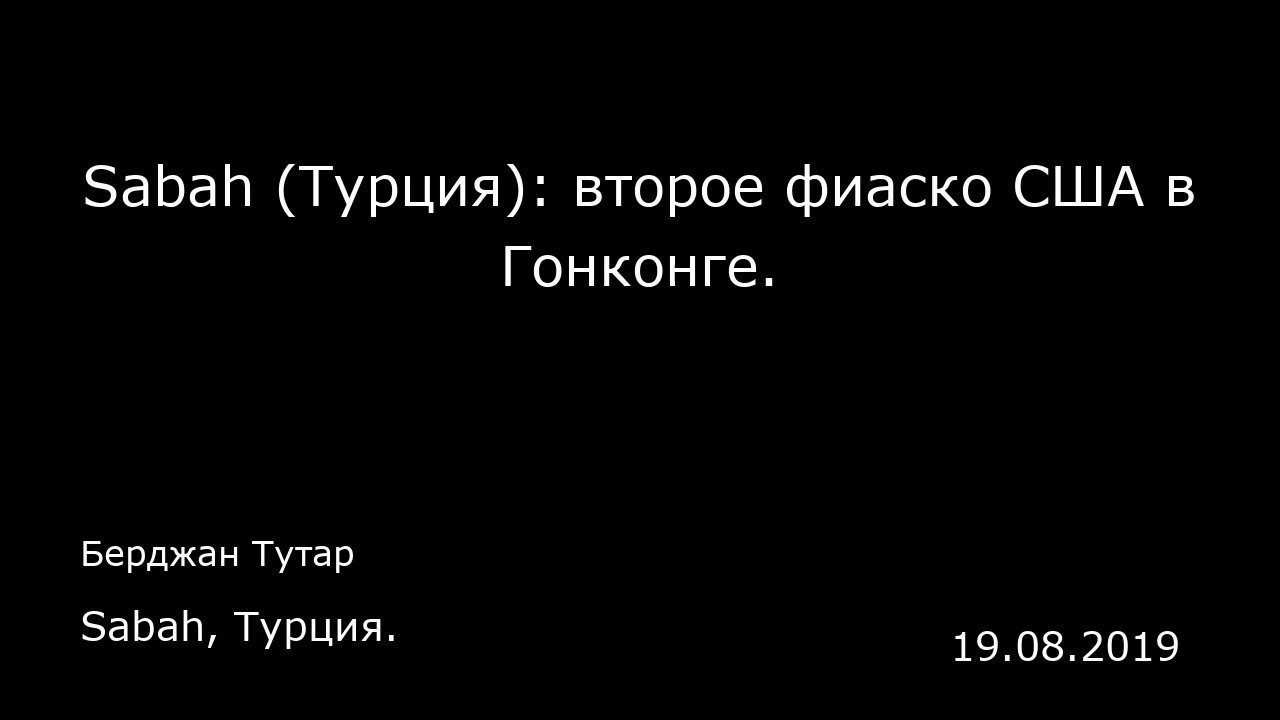 Sabah (Турция): второе фиаско США в
Гонконге.
Берджан Тутар
Sabah, Турция.
19.08.2019